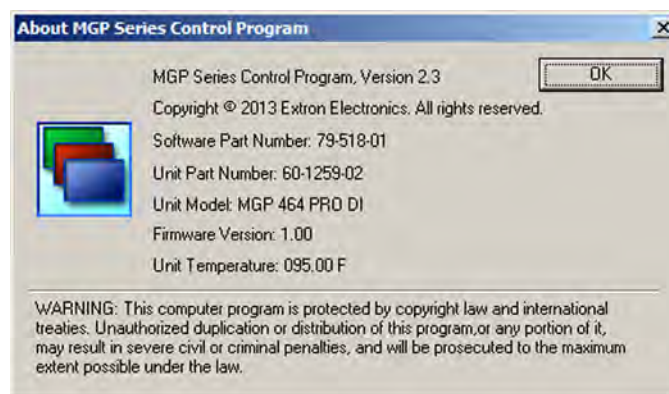 About MGP Series Control Program
MGP Series Control Program, Version 2.3
OK
Copyright © 2013 Extron Electronics. All rights reserved.
Software Part Number: 79-518-01
Unit Part Number: 60-1259-02
Unit Model: MGP 464 PRO DI
Firmware Version: 1.00
Unit Temperature: 095.00 F
WARNING: This computer program is protected by copyright law and international
treaties. Unauthorized duplication or distribution of this program,or any portion of it,
may result in severe civil or criminal penalties, and will be prosecuted to the maximum
extent possible under the law.